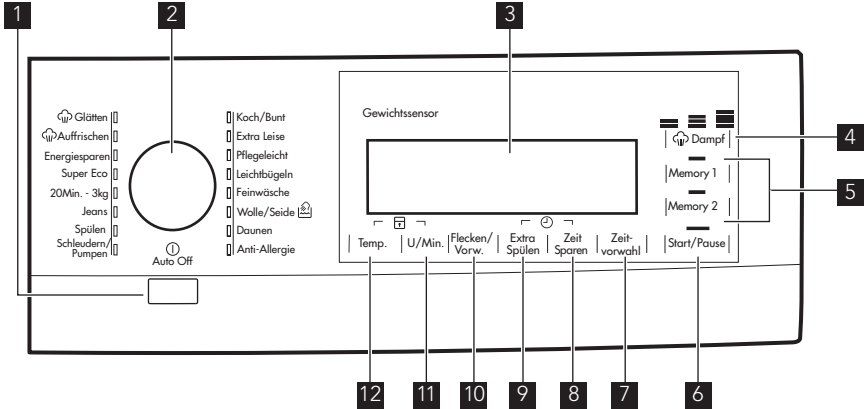 1
2
3
Glätten
Auffrischen
Energiesparen
Super Eco
20Min. - 3kg
Jeans
Spülen
Schleudern/
Pumpen
Auto Off
Koch/Bunt
Extra Leise
Pflegeleicht
Leichtbügeln
Feinwäsche
Wolle/Seide
Daunen
Anti-Allergie
Gewichtssensor
Temp.
U/Min.
Flecken/
Vorw.
Extra
Spülen
Zeit
Sparen
Zeit-
vorwahl
Dampf
Memory 1
Memory 2
Start/Pause
4
5
12
11
10
9
8
7
6